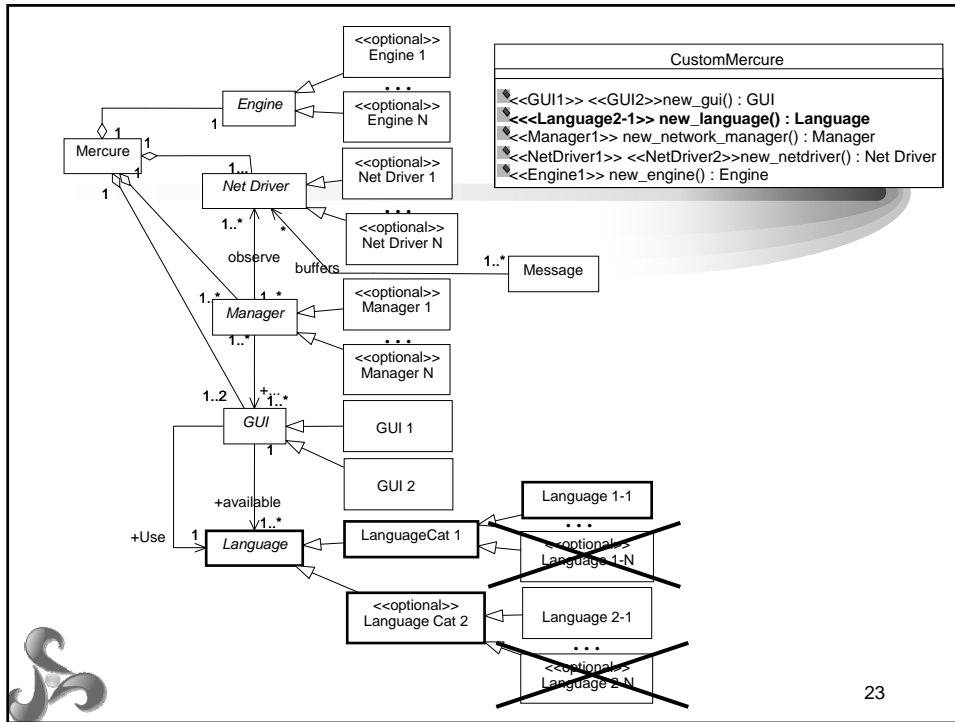 <<optional>>
Engine 1
...
<<optional>>
Engine N
Engine
1
1
Mercure
1
1
1
1...
Net Driver
<<optional>>
Net Driver 1
...
<<optional>>
Net Driver N
1..*
*
observe
buffers
1..*
Message
1..*
1..*
Manager
1..*
<<optional>>
Manager 1
...
<<optional>>
Manager N
+...
1..2
1..*
GUI
1
GUI 1
GUI 2
+available
1..*
+Use
1
Language
LanguageCat 1
Language 1-1
...
<<optional>>
Language 1-N
<<optional>>
Language Cat 2
Language 2-1
...
<<optional>>
Language 2-N
CustomMercure
<<GUI1>> <<GUI2>>new_gui() : GUI
<<<Language2-1>> new_language() : Language
<<Manager1>> new_network_manager() : Manager
<<NetDriver1>> <<NetDriver2>>new_netdriver() : Net Driver
<<Engine1>> new_engine() : Engine
23